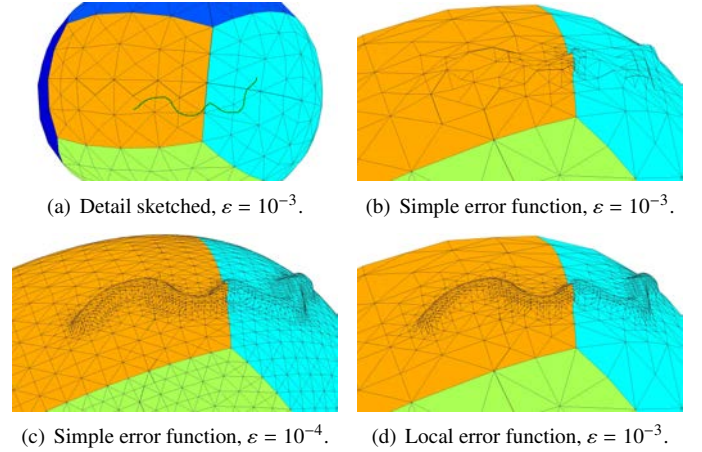 (a) Detail sketched, ε = 10⁻³.
(b) Simple error function, ε = 10⁻³.
(c) Simple error function, ε = 10⁻⁴.
(d) Local error function, ε = 10⁻³.